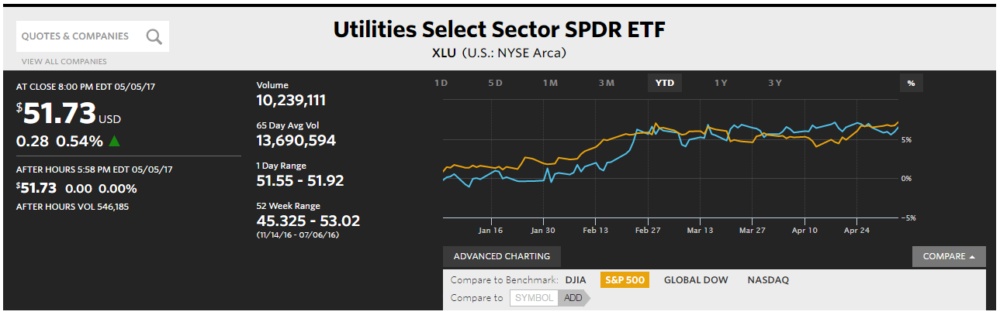 Utilities Select Sector SPDR ETF
XLU (U.S.: NYSE Arca)
QUOTES & COMPANIES
VIEW ALL COMPANIES
AT CLOSE 8:00 PM EDT 05/05/17
$51.73 USD
0.28 0.54%
AFTER HOURS 5:58 PM EDT 05/05/17
$51.73 0.00 0.00%
AFTER HOURS VOL 546,185
Volume
10,239,111
65 Day Avg Vol
13,690,594
1 Day Range
51.55 - 51.92
52 Week Range
45.325 - 53.02
(11/14/16 - 07/06/16)
1 D 5 D 1 M 3 M YTD 1 Y 3 Y %
5%
0%
-5%
Jan 16 Jan 30 Feb 13 Feb 27 Mar 13 Mar 27 Apr 10 Apr 24
ADVANCED CHARTING COMPARE
Compare to Benchmark: DJIA S&P 500 GLOBAL DOW NASDAQ
Compare to SYMBOL ADD